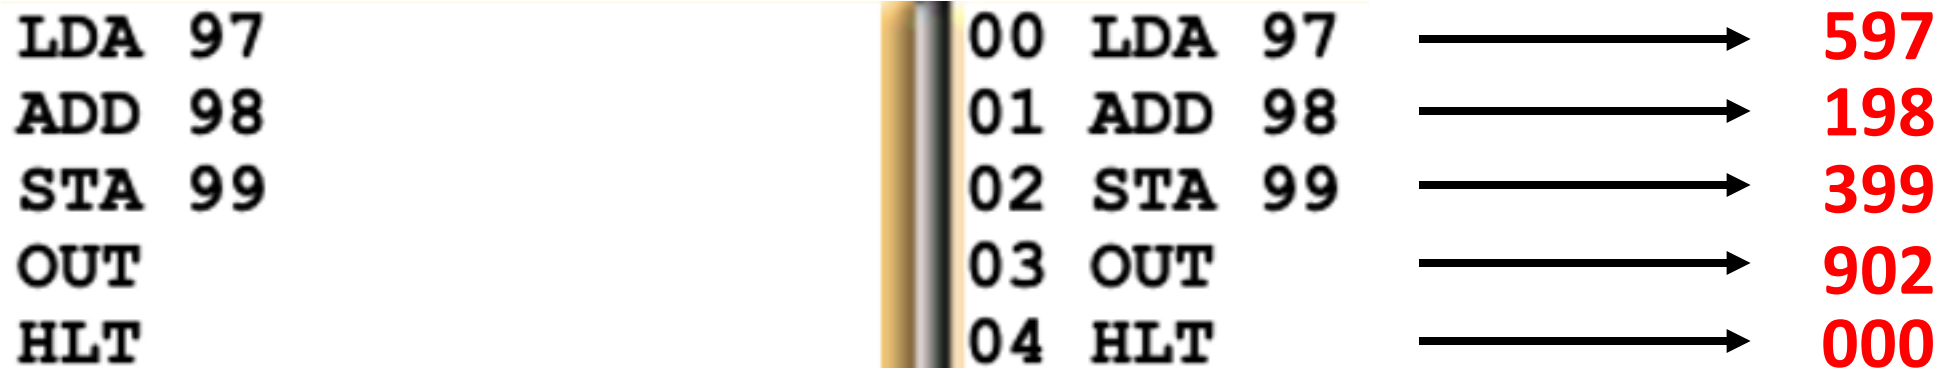 LDA 97 00 LDA 97 597
ADD 98 01 ADD 98 198
STA 99 02 STA 99 399
OUT 03 OUT 902
HLT 04 HLT 000